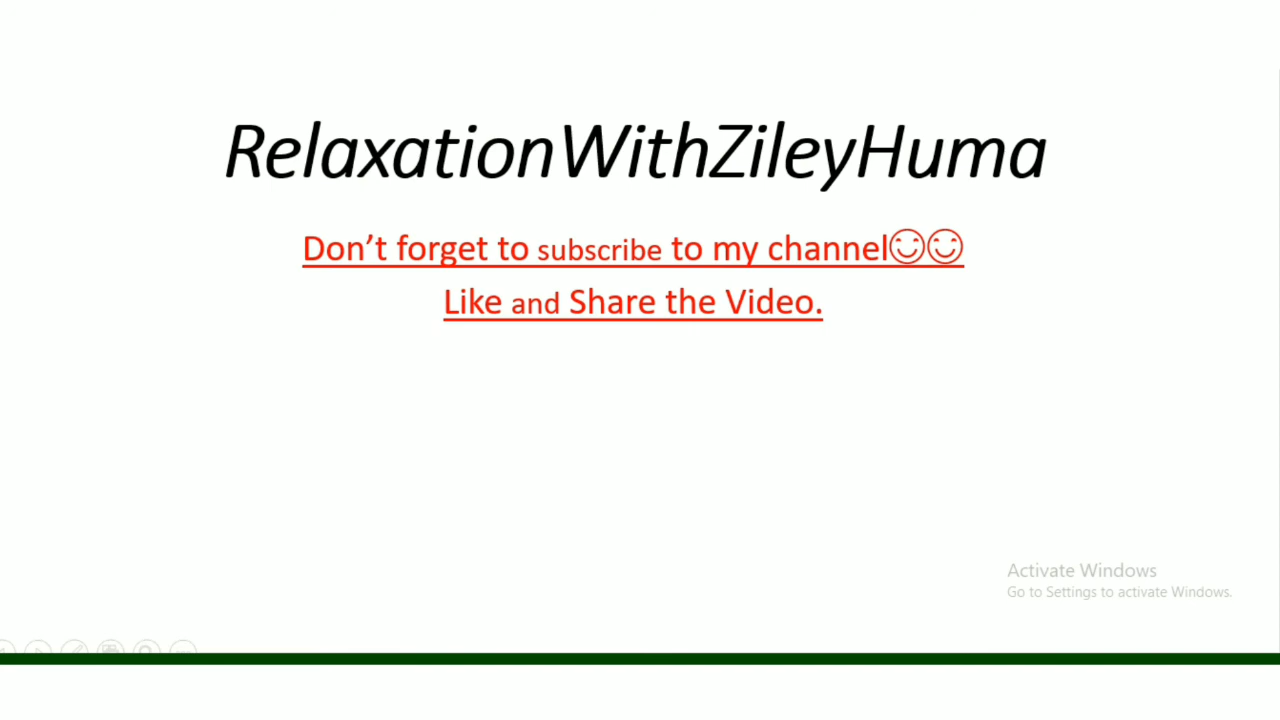 RelaxationWithZileyHuma
Don’t forget to subscribe to my channel☺☺
Like and Share the Video.
Activate Windows
Go to Settings to activate Windows.